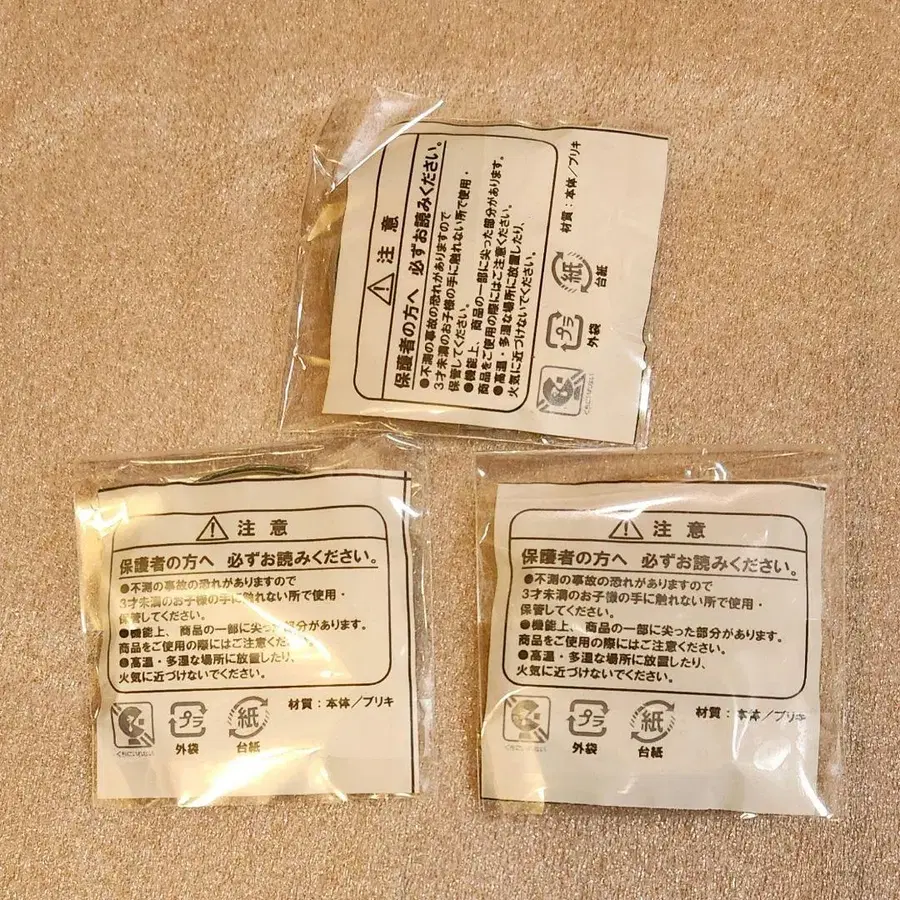 ⚠ 注意
保護者の方へ 必ずお読みください。
●不測の事故の恐れがありますので
3才未満のお子様の手に触れない所で使用・
保管してください。
●機能上、商品の一部に尖った部分があります。
商品をご使用の際にはご注意ください。
●高温・多湿な場所に放置したり、
火気に近づけないでください。
くちにいれない
プラ
外袋
紙
台紙
材質:本体/ブリキ
⚠ 注意
保護者の方へ 必ずお読みください。
●不測の事故の恐れがありますので
3才未満のお子様の手に触れない所で使用・
保管してください。
●機能上、商品の一部に尖った部分があります。
商品をご使用の際にはご注意ください。
●高温・多湿な場所に放置したり、
火気に近づけないでください。
くちにいれない
プラ
外袋
紙
台紙
材質:本体/ブリキ
⚠ 注意
保護者の方へ 必ずお読みください。
●不測の事故の恐れがありますので
3才未満のお子様の手に触れない所で使用・
保管してください。
●機能上、商品の一部に尖った部分があります。
商品をご使用の際にはご注意ください。
●高温・多湿な場所に放置したり、
火気に近づけないでください。
くちにいれない
プラ
外袋
紙
台紙
材質:本体/ブリキ